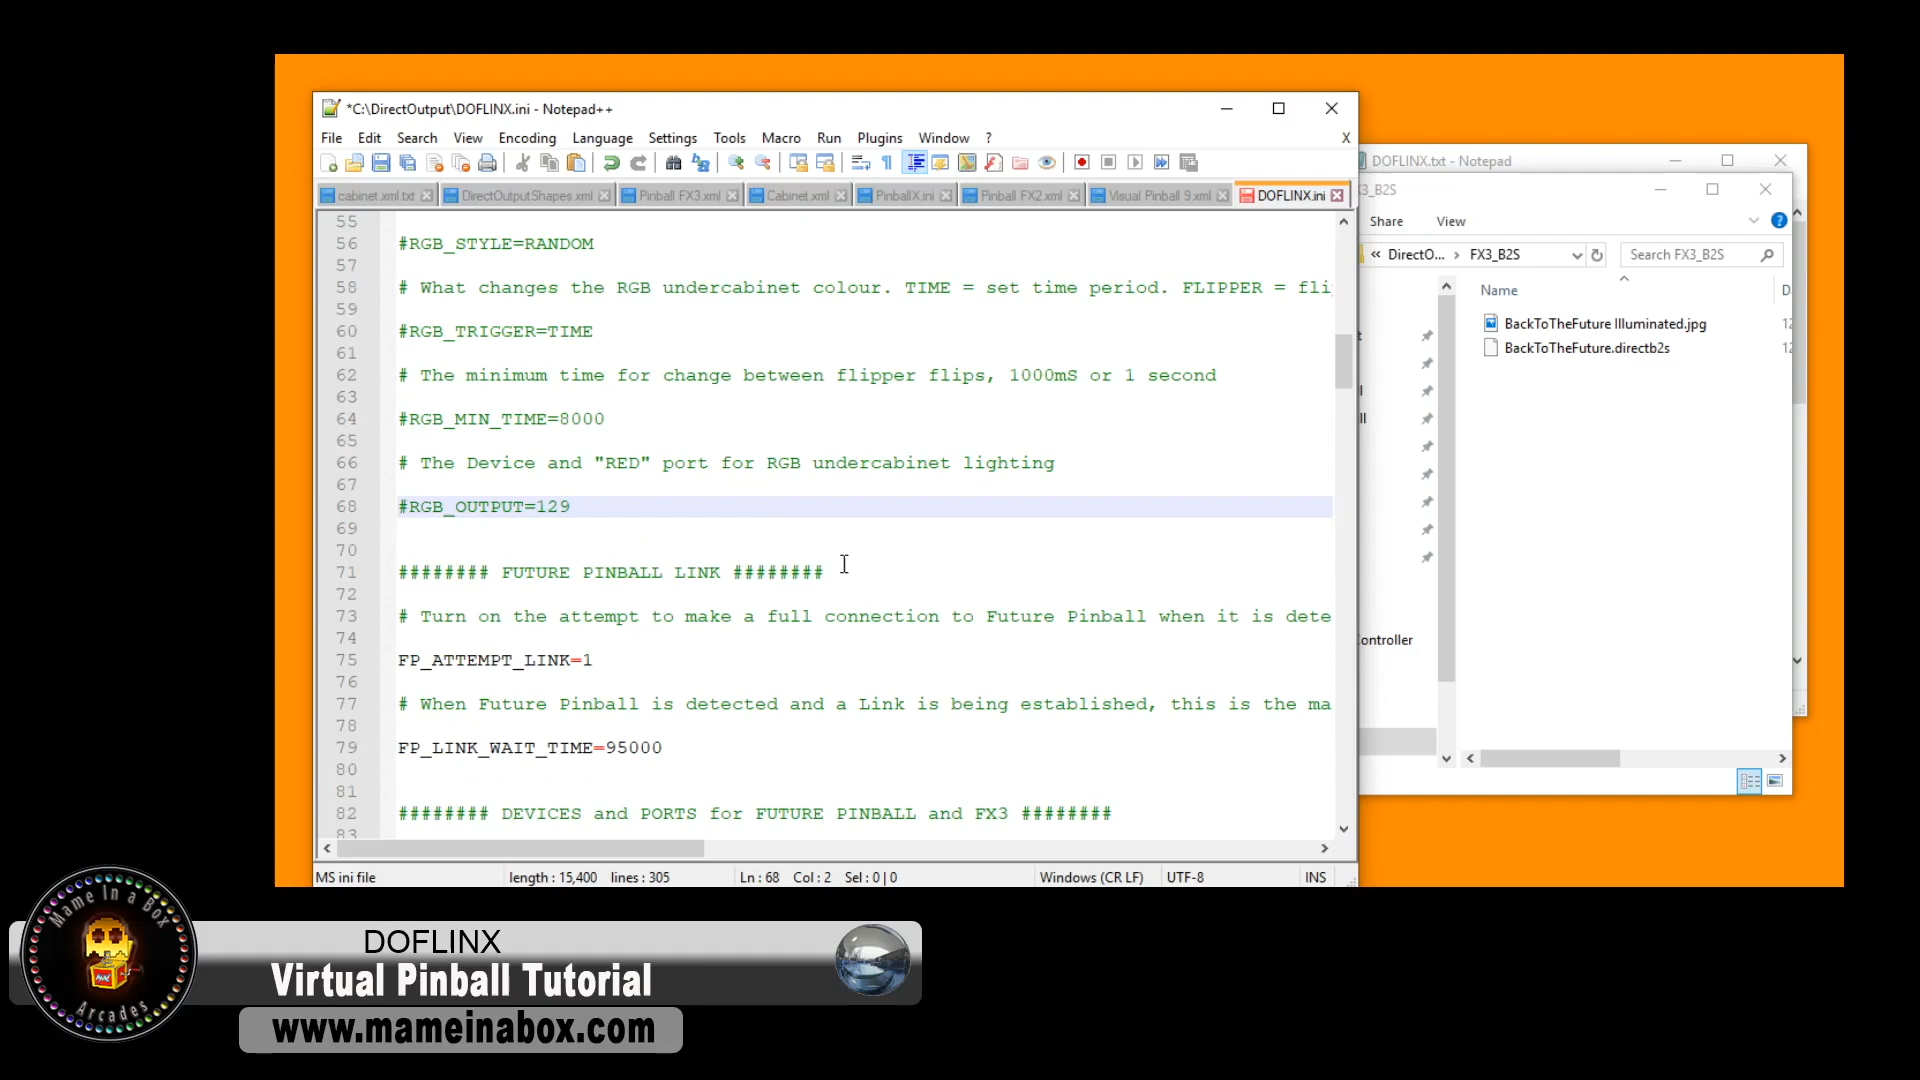 *C:\DirectOutput\DOFLINX.ini - Notepad++
File Edit Search View Encoding Language Settings Tools Macro Run Plugins Window ? X
cabinet.xml.txt DirectOutputShapes.xml Pinball FX3.xml Cabinet.xml PinballX.ini Pinball FX2.xml Visual Pinball 9.xml DOFLINX.ini
55
56 #RGB_STYLE=RANDOM
57
58 # What changes the RGB undercabinet colour. TIME = set time period. FLIPPER = fli
59
60 #RGB_TRIGGER=TIME
61
62 # The minimum time for change between flipper flips, 1000mS or 1 second
63
64 #RGB_MIN_TIME=8000
65
66 # The Device and "RED" port for RGB undercabinet lighting
67
68 #RGB_OUTPUT=129
69
70
71 ######## FUTURE PINBALL LINK ########
72
73 # Turn on the attempt to make a full connection to Future Pinball when it is dete
74
75 FP_ATTEMPT_LINK=1
76
77 # When Future Pinball is detected and a Link is being established, this is the ma
78
79 FP_LINK_WAIT_TIME=95000
80
81
82 ######## DEVICES and PORTS for FUTURE PINBALL and FX3 ########
83
MS ini file length : 15,400 lines : 305 Ln : 68 Col : 2 Sel : 0 | 0 Windows (CR LF) UTF-8 INS
DOFLINX.txt - Notepad
3_B2S
Share View
« DirectO... › FX3_B2S Search FX3_B2S
Name D
BackToTheFuture Illuminated.jpg 12
BackToTheFuture.directb2s 12
ontroller
Mame In a Box
Arcades
DOFLINX
Virtual Pinball Tutorial
www.mameinabox.com